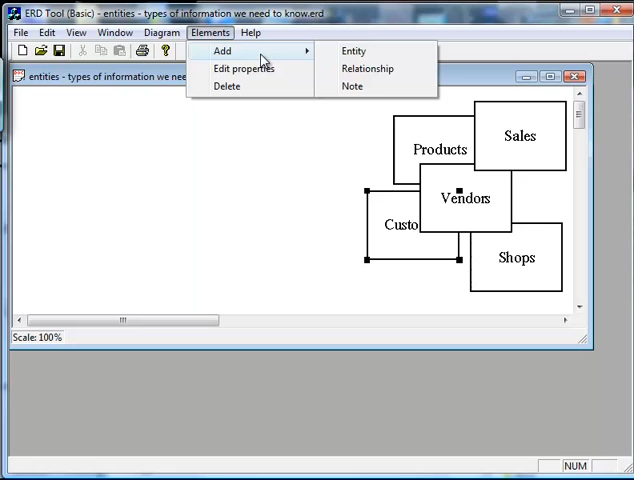 ERD Tool (Basic) - entities - types of information we need to know.erd
File Edit View Window Diagram Elements Help
Add
Edit properties
Delete
Entity
Relationship
Note
entities - types of information we nee
Products
Sales
Vendors
Custo
Shops
Scale: 100%
NUM